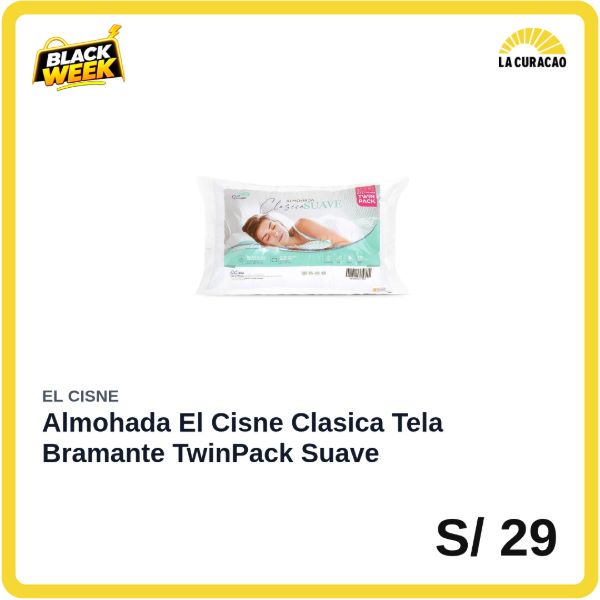 BLACK
WEEK
LA CURACAO
ALMOHADA
Clasica SUAVE
TWIN
PACK
EL CISNE
Almohada El Cisne Clasica Tela
Bramante TwinPack Suave
S/ 29